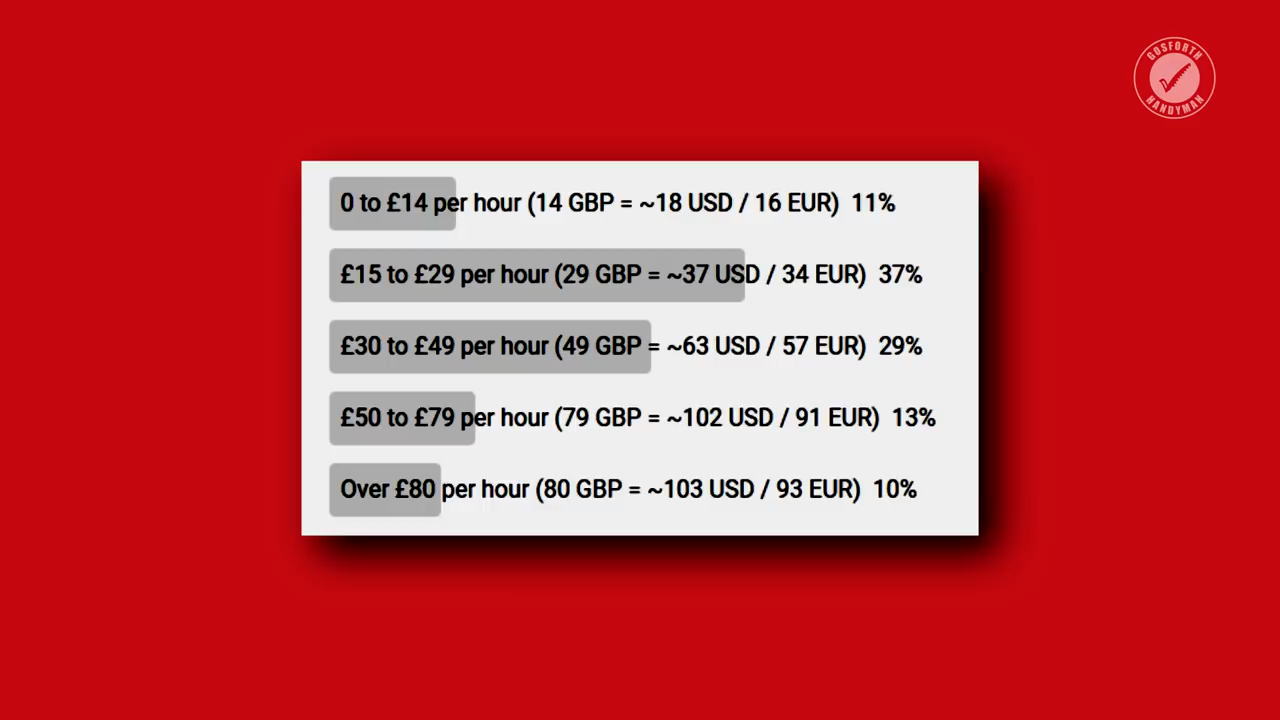 GOSFORTH
HANDYMAN
0 to £14 per hour (14 GBP = ~18 USD / 16 EUR) 11%
£15 to £29 per hour (29 GBP = ~37 USD / 34 EUR) 37%
£30 to £49 per hour (49 GBP = ~63 USD / 57 EUR) 29%
£50 to £79 per hour (79 GBP = ~102 USD / 91 EUR) 13%
Over £80 per hour (80 GBP = ~103 USD / 93 EUR) 10%